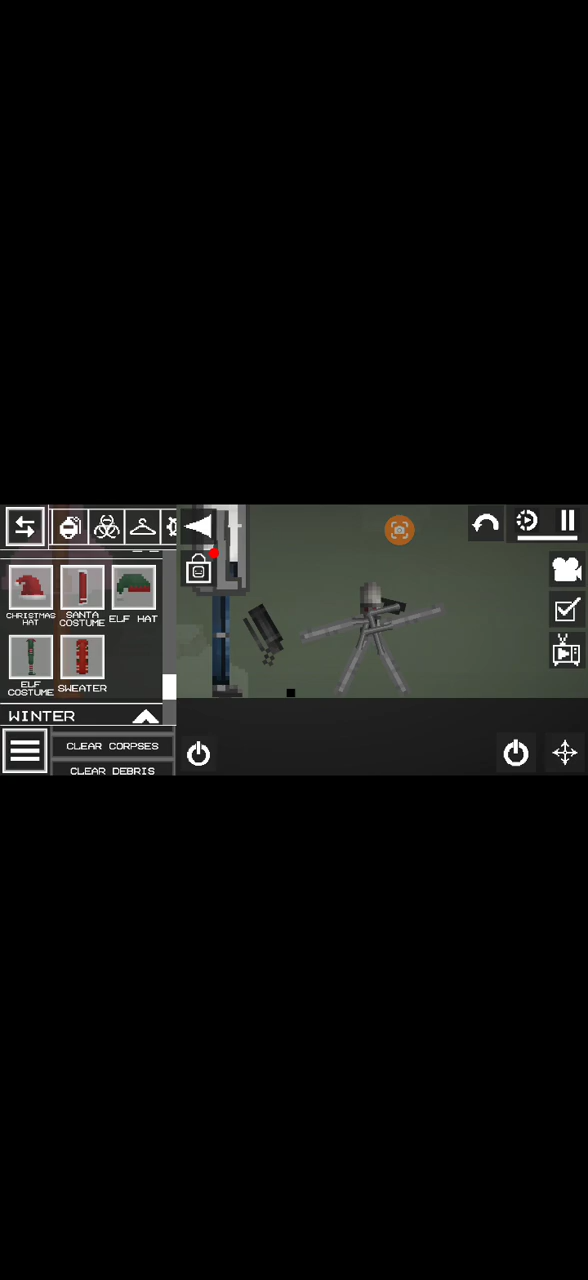 CHRISTMAS
HAT
SANTA
COSTUME
ELF HAT
ELF
COSTUME
SWEATER
WINTER
CLEAR CORPSES
CLEAR DEBRIS